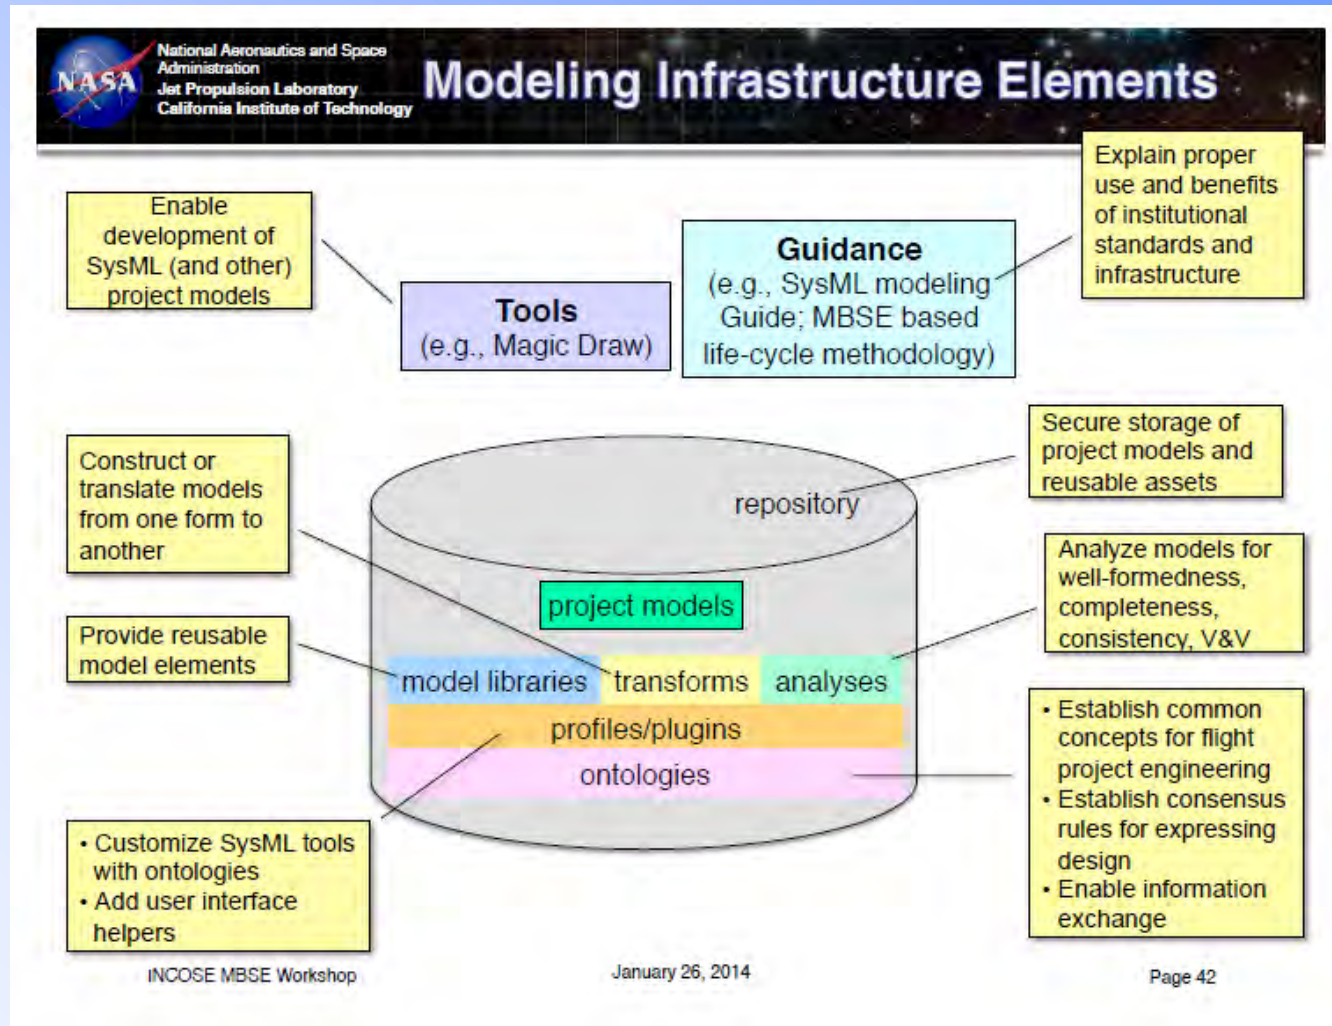 National Aeronautics and Space
Administration
Jet Propulsion Laboratory
California Institute of Technology
NASA
Modeling Infrastructure Elements
Explain proper
use and benefits
of institutional
standards and
infrastructure
Enable
development of
SysML (and other)
project models
Guidance
(e.g., SysML modeling
Guide; MBSE based
life-cycle methodology)
Tools
(e.g., Magic Draw)
Secure storage of
project models and
reusable assets
Construct or
translate models
from one form to
another
repository
Analyze models for
well-formedness,
completeness,
consistency, V&V
project models
Provide reusable
model elements
model libraries
transforms
analyses
profiles/plugins
ontologies
• Establish common
concepts for flight
project engineering
• Establish consensus
rules for expressing
design
• Enable information
exchange
• Customize SysML tools
with ontologies
• Add user interface
helpers
INCOSE MBSE Workshop
January 26, 2014
Page 42